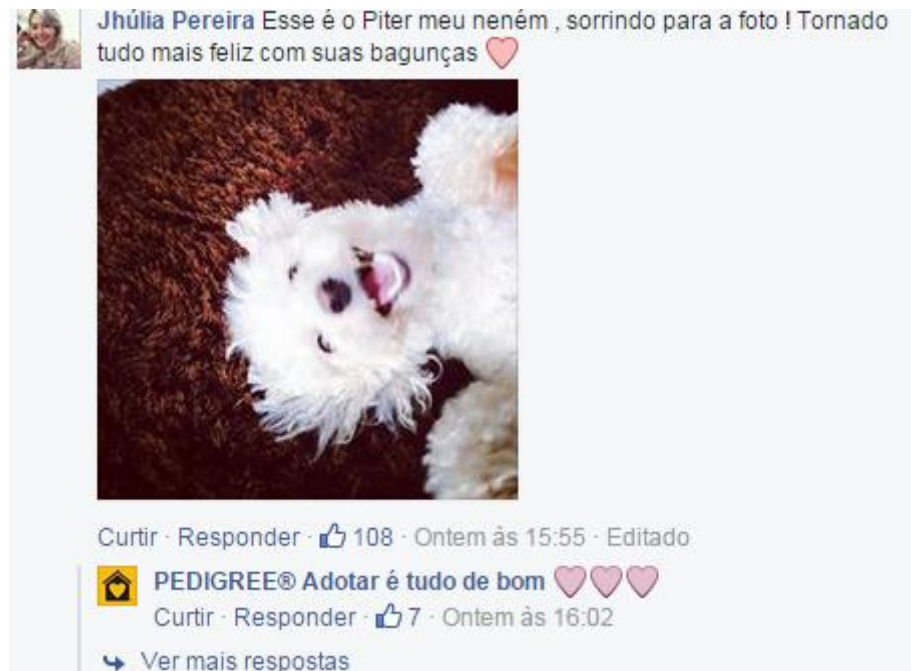 Jhúlia Pereira Esse é o Piter meu neném , sorrindo para a foto ! Tornado
tudo mais feliz com suas bagunças
Curtir · Responder · 108 · Ontem às 15:55 · Editado
PEDIGREE® Adotar é tudo de bom
Curtir · Responder · 7 · Ontem às 16:02
Ver mais respostas